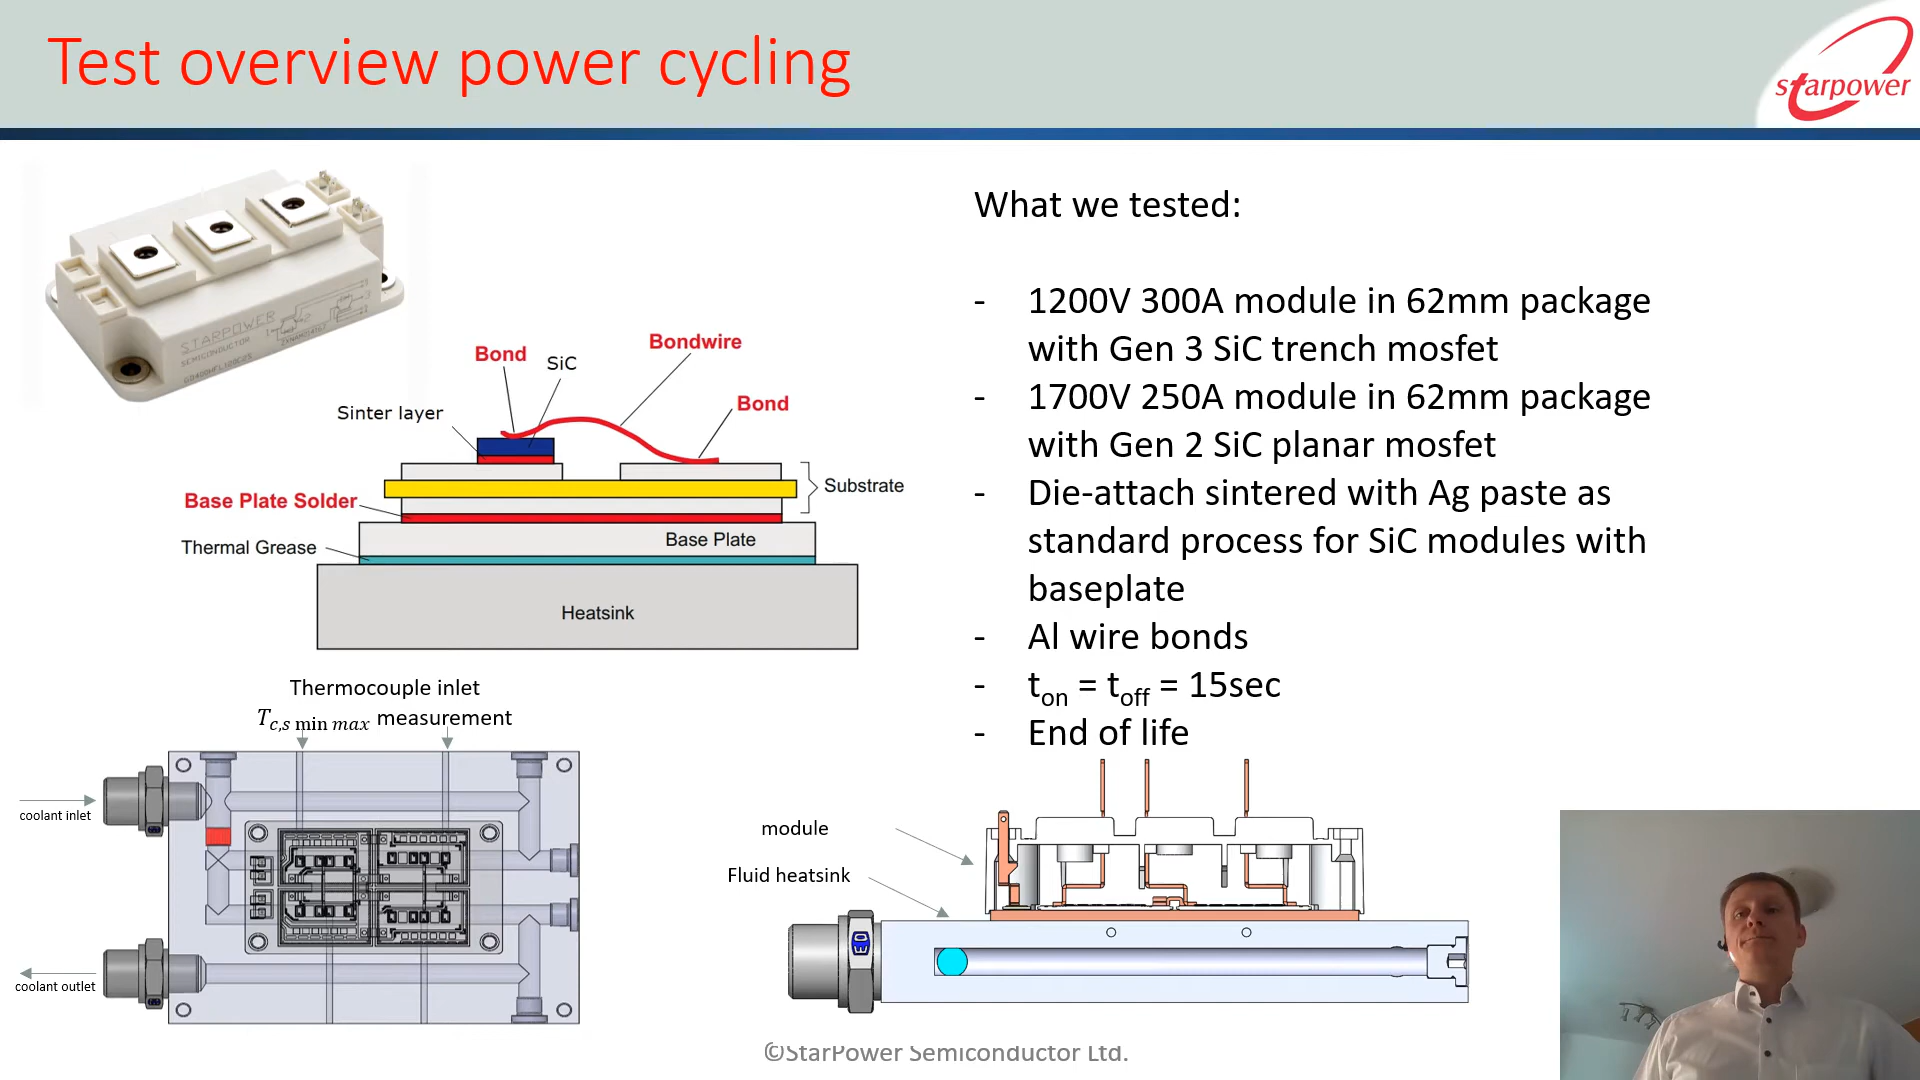 Test overview power cycling
starpower
STARPOWER
SEMICONDUCTOR
What we tested:
- 1200V 300A module in 62mm package
with Gen 3 SiC trench mosfet
- 1700V 250A module in 62mm package
with Gen 2 SiC planar mosfet
- Die-attach sintered with Ag paste as
standard process for SiC modules with
baseplate
- Al wire bonds
- ton = toff = 15sec
- End of life
Bond
SiC
Bondwire
Bond
Sinter layer
Substrate
Base Plate Solder
Base Plate
Thermal Grease
Heatsink
Thermocouple inlet
Tc,s min max measurement
coolant inlet
coolant outlet
module
Fluid heatsink
EO
©StarPower Semiconductor Ltd.